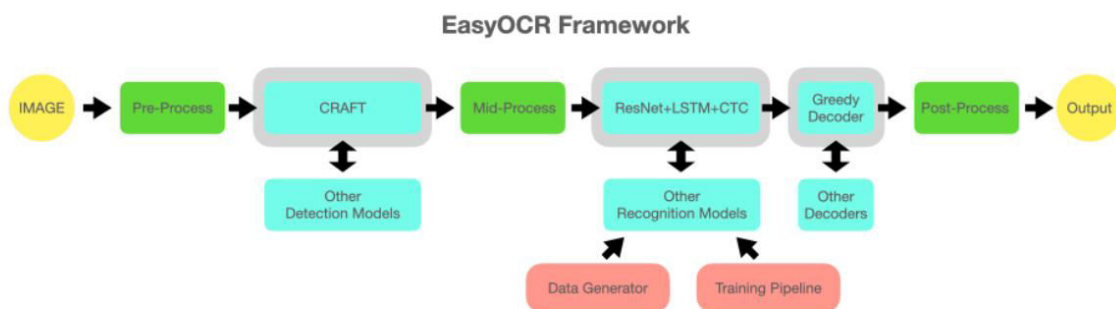 EasyOCR Framework
IMAGE
Pre-Process
CRAFT
Mid-Process
ResNet+LSTM+CTC
Greedy
Decoder
Post-Process
Output
Other
Detection Models
Other
Recognition Models
Other
Decoders
Data Generator
Training Pipeline